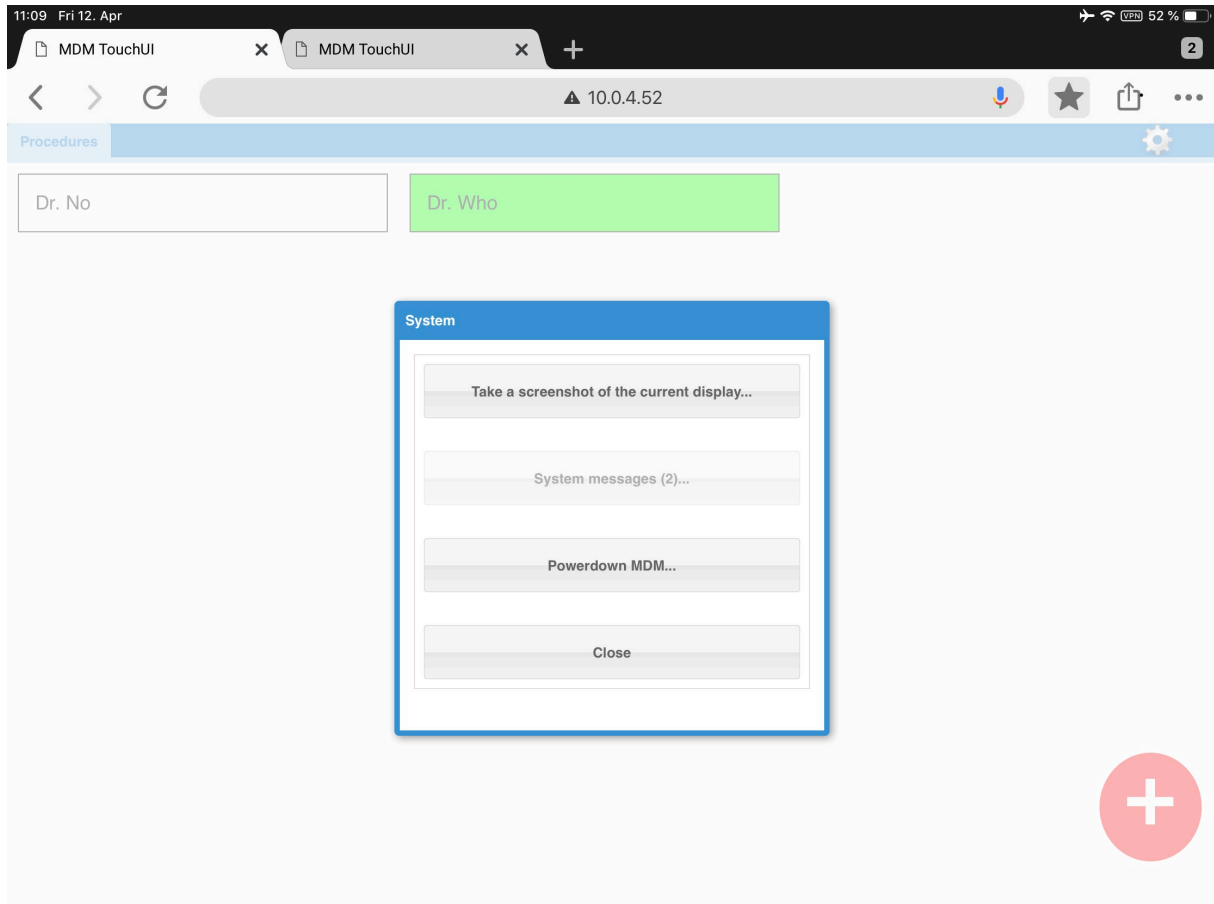 11:09 Fri 12. Apr
VPN 52 %
MDM TouchUI
MDM TouchUI
2
10.0.4.52
Procedures
Dr. No
Dr. Who
System
Take a screenshot of the current display...
System messages (2)...
Powerdown MDM...
Close